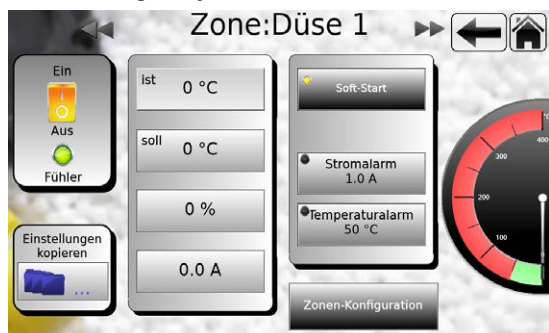 Zone:Düse 1
Ein
Aus
Fühler
Einstellungen
kopieren
...
ist 0 °C
soll 0 °C
0 %
0.0 A
Soft-Start
Stromalarm
1.0 A
Temperaturalarm
50 °C
Zonen-Konfiguration
400
300
200
100